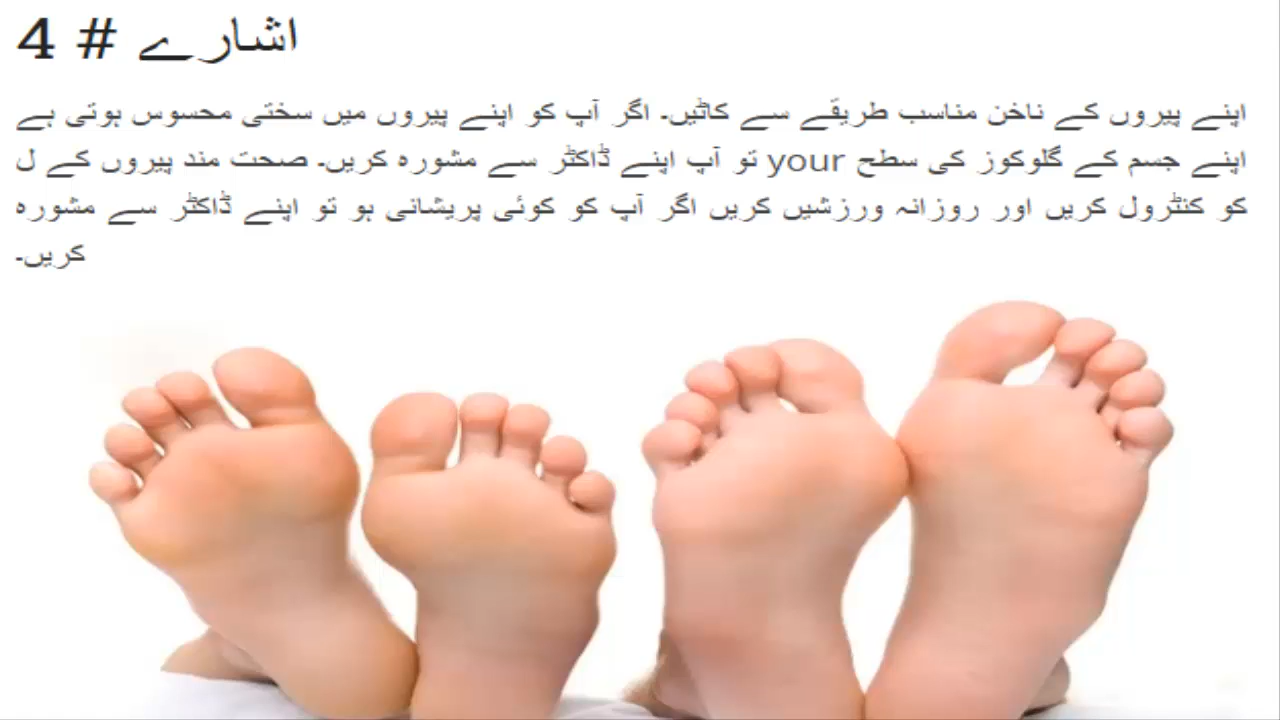 اشارے # 4
اپنے پیروں کے ناخن مناسب طریقے سے کاٹیں۔ اگر آپ کو اپنے پیروں میں سختی محسوس ہوتی ہے
اپنے جسم کے گلوکوز کی سطح your تو آپ اپنے ڈاکٹر سے مشورہ کریں۔ صحت مند پیروں کے ل
کو کنٹرول کریں اور روزانہ ورزشیں کریں اگر آپ کو کوئی پریشانی ہو تو اپنے ڈاکٹر سے مشورہ
کریں۔